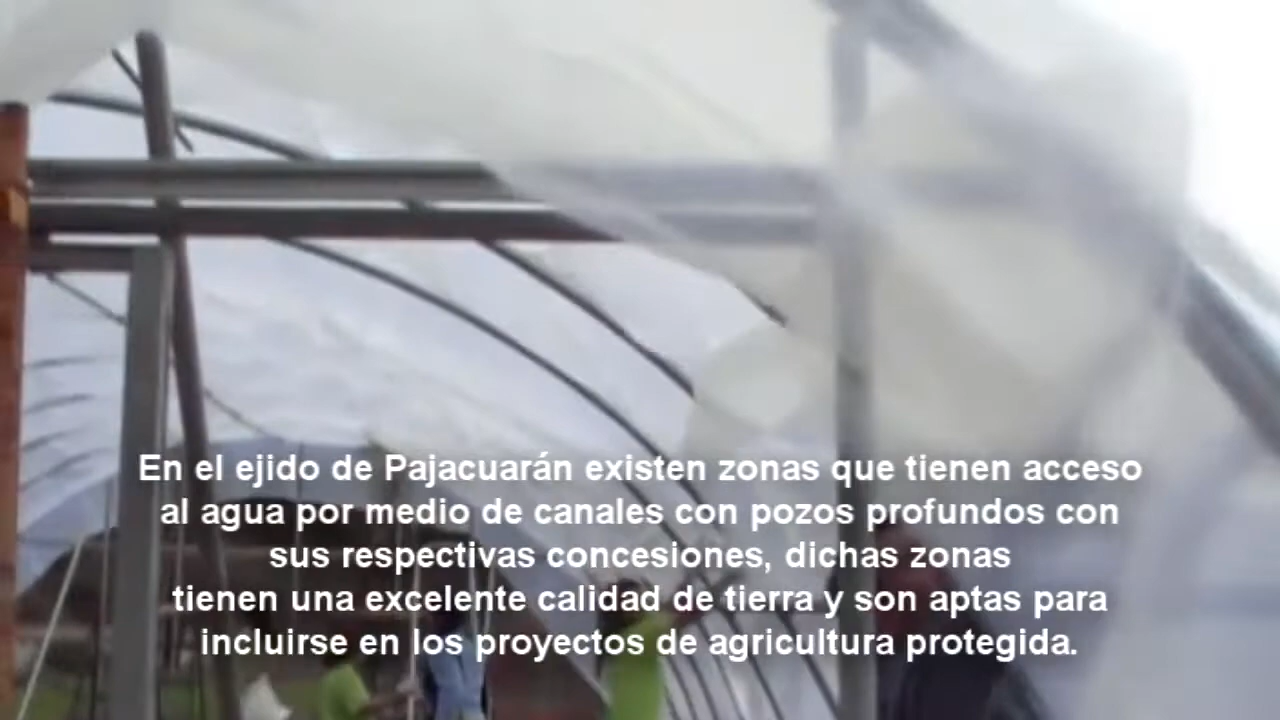 En el ejido de Pajacuarán existen zonas que tienen acceso
al agua por medio de canales con pozos profundos con
sus respectivas concesiones, dichas zonas
tienen una excelente calidad de tierra y son aptas para
incluirse en los proyectos de agricultura protegida.